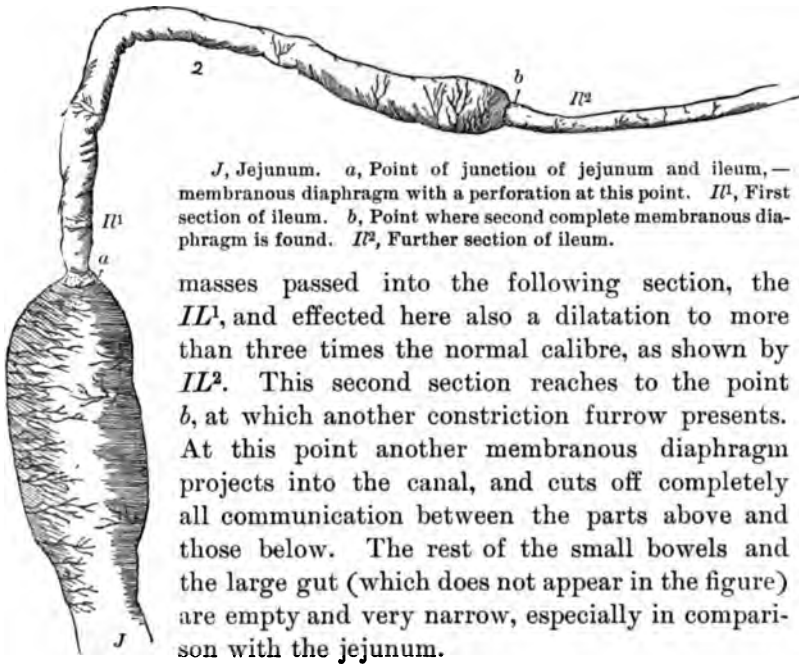 2
b
Il²
J, Jejunum. a, Point of junction of jejunum and ileum,—
membranous diaphragm with a perforation at this point. Il¹, First
section of ileum. b, Point where second complete membranous dia-
phragm is found. Il², Further section of ileum.
Il¹
a
masses passed into the following section, the
IL¹, and effected here also a dilatation to more
than three times the normal calibre, as shown by
IL². This second section reaches to the point
b, at which another constriction furrow presents.
At this point another membranous diaphragm
projects into the canal, and cuts off completely
all communication between the parts above and
those below. The rest of the small bowels and
the large gut (which does not appear in the figure)
are empty and very narrow, especially in compari-
son with the jejunum.
J